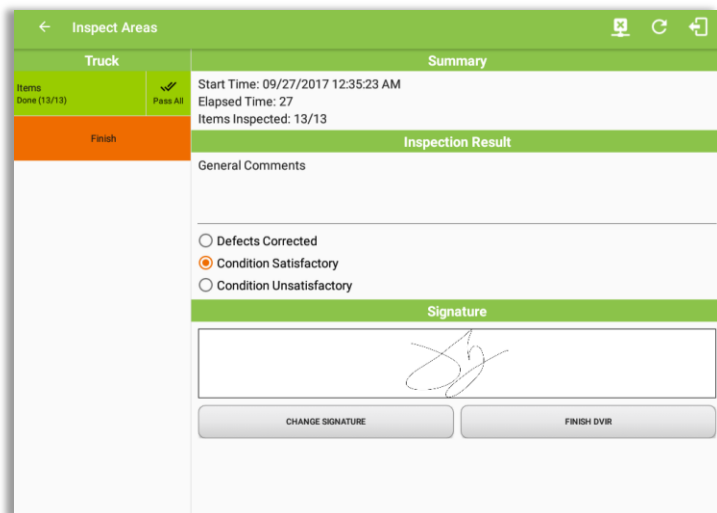 Inspect Areas
Truck
Items
Done (13/13)
Pass All
Finish
Summary
Start Time: 09/27/2017 12:35:23 AM
Elapsed Time: 27
Items Inspected: 13/13
Inspection Result
General Comments
Defects Corrected
Condition Satisfactory
Condition Unsatisfactory
Signature
CHANGE SIGNATURE
FINISH DVIR